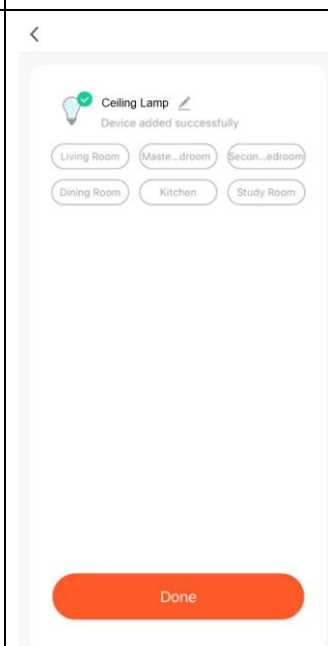 Ceiling Lamp
Device added successfully
Living Room Maste...droom Secon...edroom
Dining Room Kitchen Study Room
Done